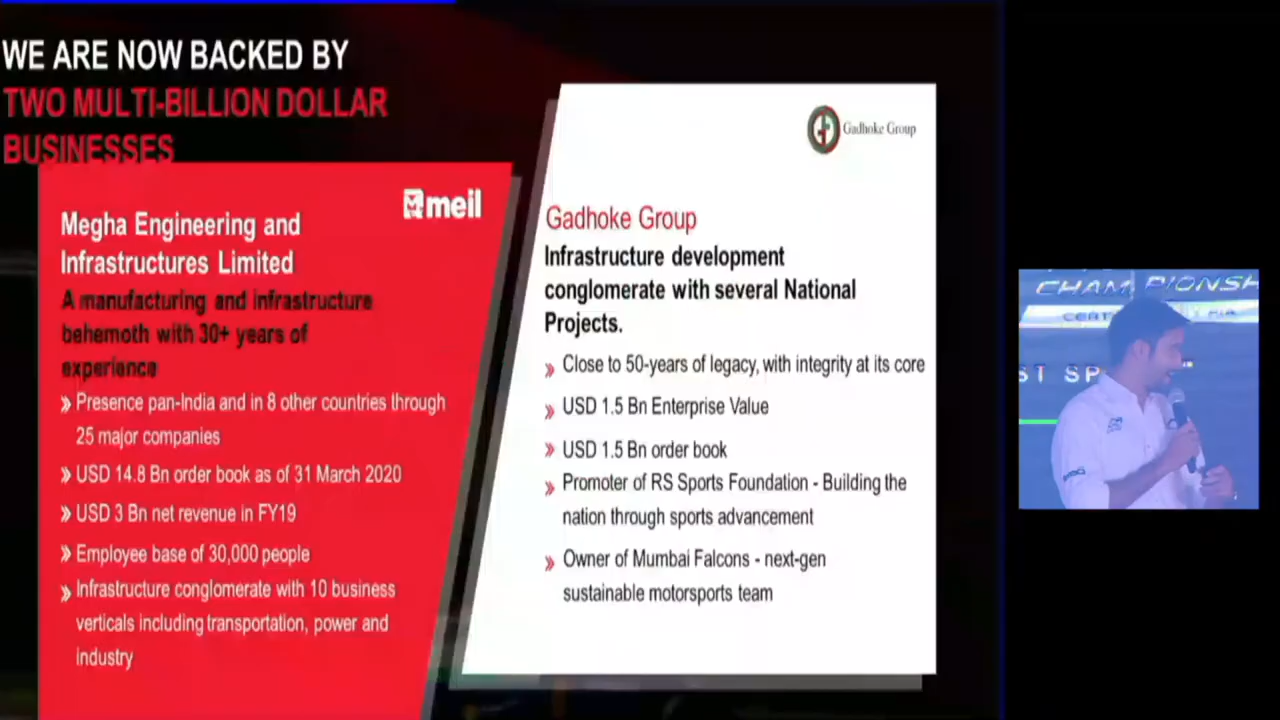 WE ARE NOW BACKED BY
TWO MULTI-BILLION DOLLAR
BUSINESSES
meil
Megha Engineering and
Infrastructures Limited
A manufacturing and infrastructure
behemoth with 30+ years of
experience
» Presence pan-India and in 8 other countries through
25 major companies
» USD 14.8 Bn order book as of 31 March 2020
» USD 3 Bn net revenue in FY19
» Employee base of 30,000 people
» Infrastructure conglomerate with 10 business
verticals including transportation, power and
industry
Gadhoke Group
Gadhoke Group
Infrastructure development
conglomerate with several National
Projects.
» Close to 50-years of legacy, with integrity at its core
» USD 1.5 Bn Enterprise Value
» USD 1.5 Bn order book
» Promoter of RS Sports Foundation - Building the
nation through sports advancement
» Owner of Mumbai Falcons - next-gen
sustainable motorsports team
CHAMPIONSH
CERT
ST SP